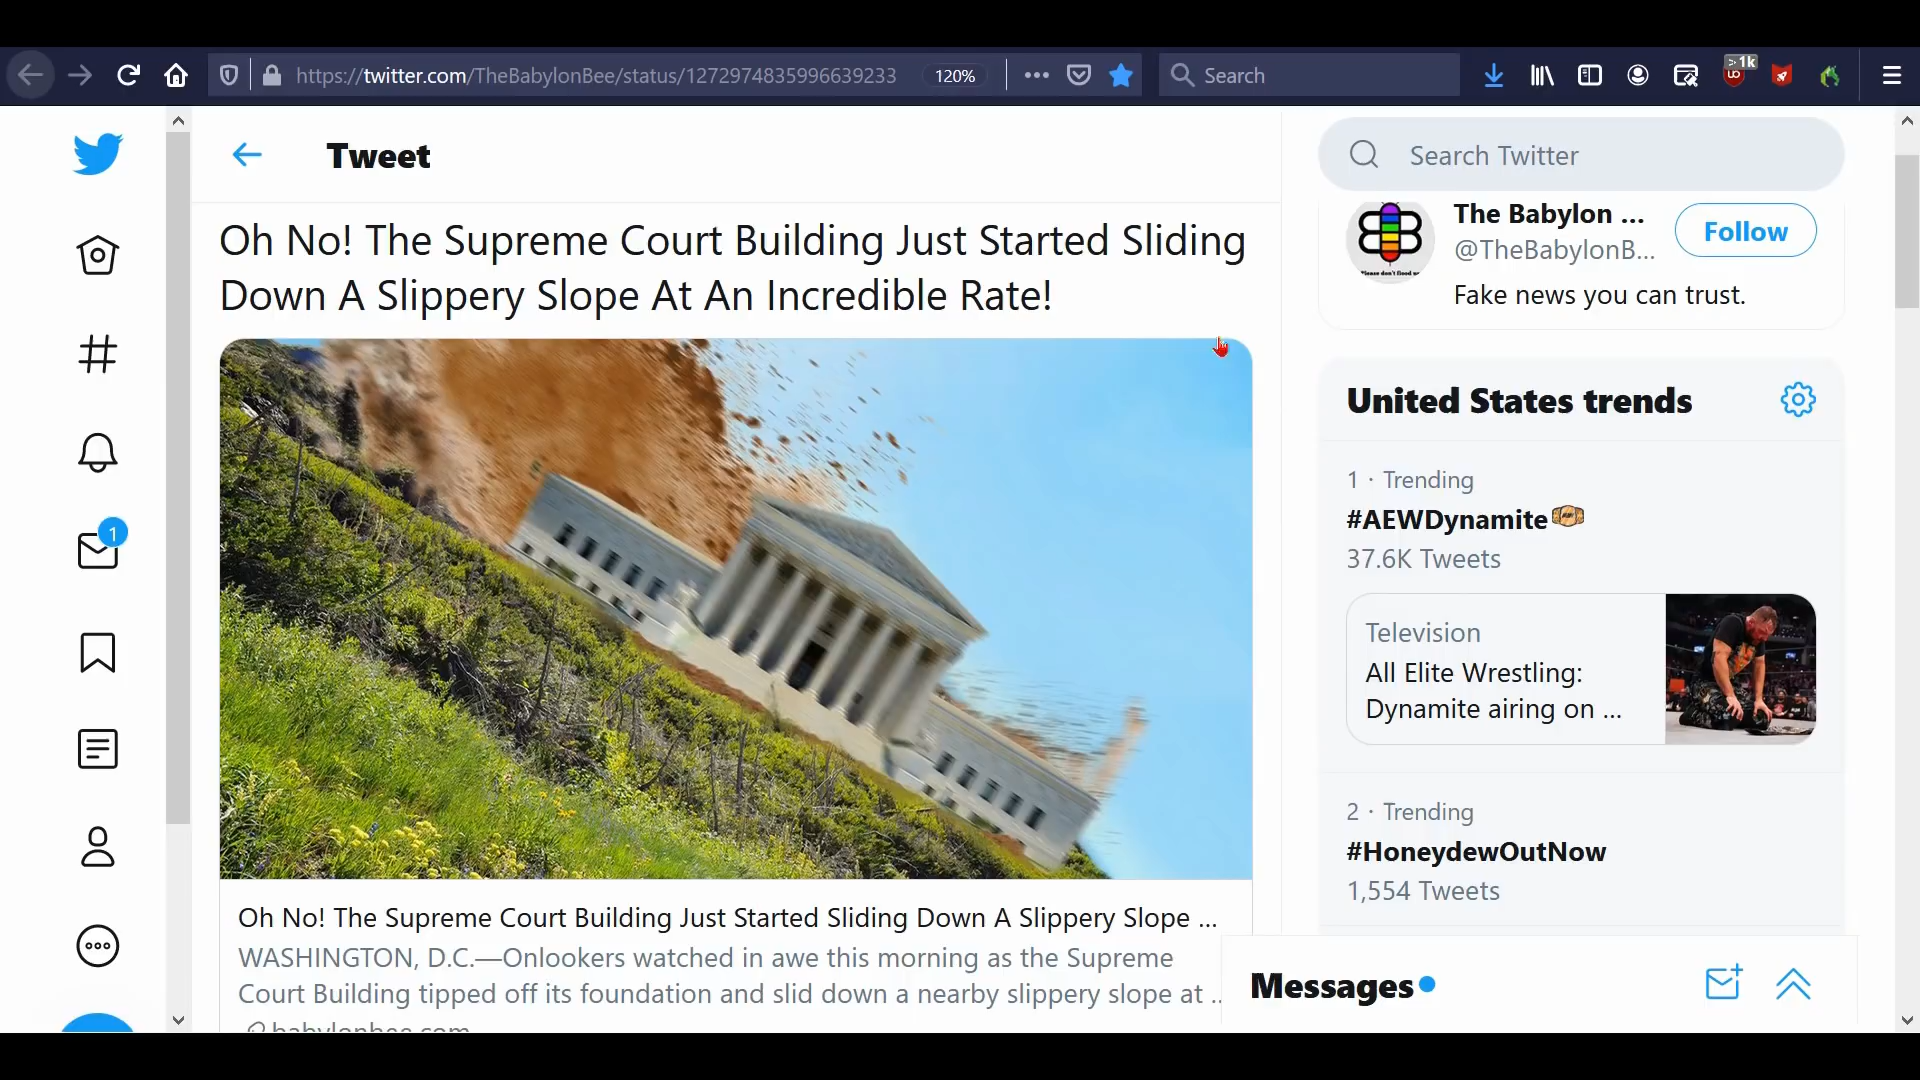 https://twitter.com/TheBabylonBee/status/1272974835996639233
120%
Search
>1k
Tweet
Search Twitter
Oh No! The Supreme Court Building Just Started Sliding
Down A Slippery Slope At An Incredible Rate!
The Babylon ...
@TheBabylonB...
Follow
Fake news you can trust.
United States trends
1 · Trending
#AEWDynamite
37.6K Tweets
Television
All Elite Wrestling:
Dynamite airing on ...
2 · Trending
#HoneydewOutNow
1,554 Tweets
1
Oh No! The Supreme Court Building Just Started Sliding Down A Slippery Slope ...
WASHINGTON, D.C.—Onlookers watched in awe this morning as the Supreme
Court Building tipped off its foundation and slid down a nearby slippery slope at ..
babylonbee.com
Messages